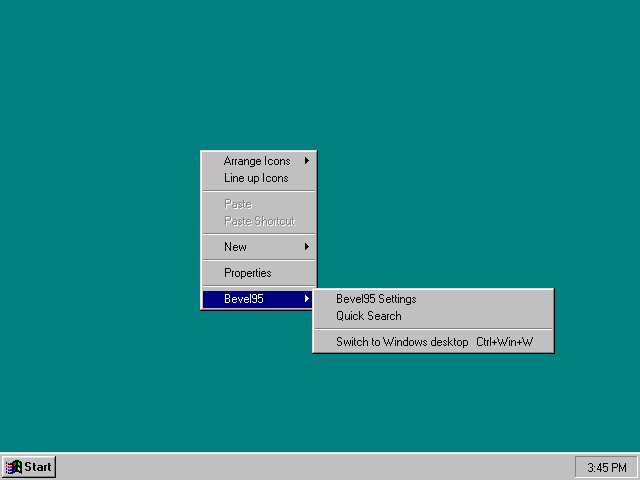 Arrange Icons
Line up Icons
Paste
Paste Shortcut
New
Properties
Bevel95
Bevel95 Settings
Quick Search
Switch to Windows desktop Ctrl+Win+W
Start
3:45 PM